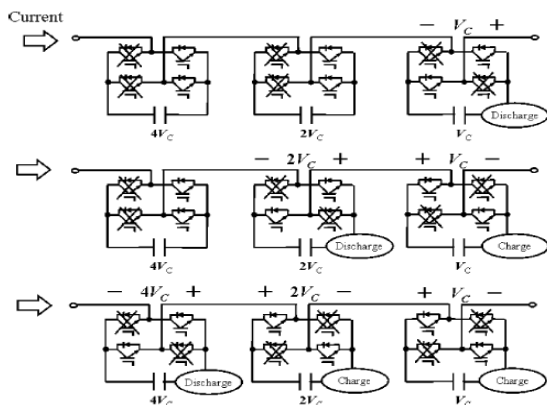 Current
− V_C +
4V_C 2V_C V_C Discharge
− 2V_C + + V_C −
4V_C 2V_C Discharge V_C Charge
− 4V_C + + 2V_C − + V_C −
4V_C Discharge 2V_C Charge V_C Charge